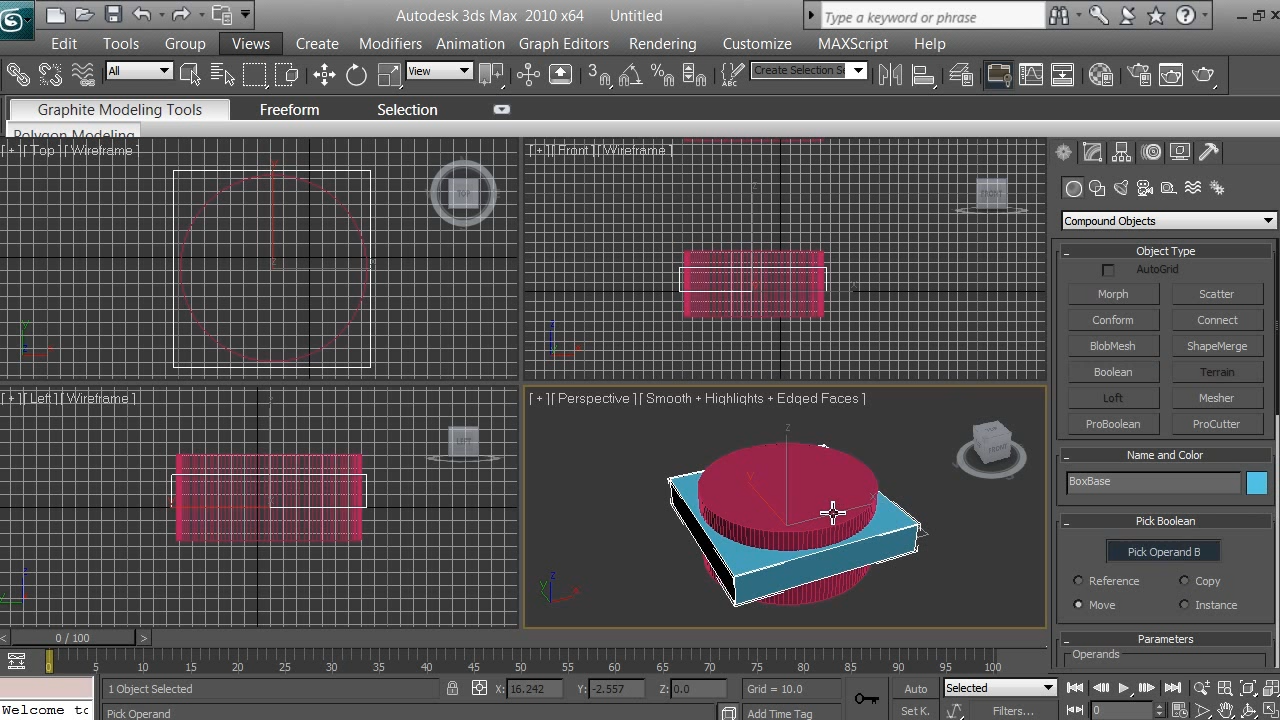 Autodesk 3ds Max 2010 x64 Untitled
Type a keyword or phrase
Edit Tools Group Views Create Modifiers Animation Graph Editors Rendering Customize MAXScript Help
All View Create Selection Se
Graphite Modeling Tools Freeform Selection
Polygon Modeling
[ + ][ Top ][ Wireframe ]
TOP
[ + ][ Front ][ Wireframe ]
FRONT
[ + ][ Left ][ Wireframe ]
LEFT
[ + ][ Perspective ][ Smooth + Highlights + Edged Faces ]
FRONT
Compound Objects
Object Type
AutoGrid
Morph Scatter
Conform Connect
BlobMesh ShapeMerge
Boolean Terrain
Loft Mesher
ProBoolean ProCutter
Name and Color
BoxBase
Pick Boolean
Pick Operand B
Reference Copy
Move Instance
Parameters
Operands
< 0 / 100 >
0 5 10 15 20 25 30 35 40 45 50 55 60 65 70 75 80 85 90 95 100
1 Object Selected X: 16.242 Y: -2.557 Z: 0.0 Grid = 10.0 Auto Selected
Welcome to Pick Operand Add Time Tag Set K. Filters... 0